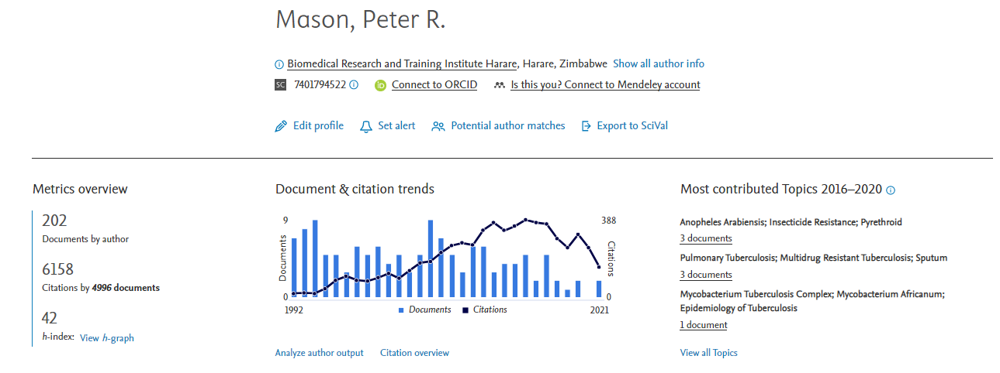 Mason, Peter R.
Biomedical Research and Training Institute Harare, Harare, Zimbabwe Show all author info
SC 7401794522 iD Connect to ORCID Is this you? Connect to Mendeley account
Edit profile Set alert Potential author matches Export to SciVal
Metrics overview
202
Documents by author
6158
Citations by 4996 documents
42
h-index: View h-graph
Document & citation trends
9
388
Documents
Citations
0
0
1992
2021
Documents Citations
Analyze author output Citation overview
Most contributed Topics 2016–2020
Anopheles Arabiensis; Insecticide Resistance; Pyrethroid
3 documents
Pulmonary Tuberculosis; Multidrug Resistant Tuberculosis; Sputum
3 documents
Mycobacterium Tuberculosis Complex; Mycobacterium Africanum;
Epidemiology of Tuberculosis
1 document
View all Topics